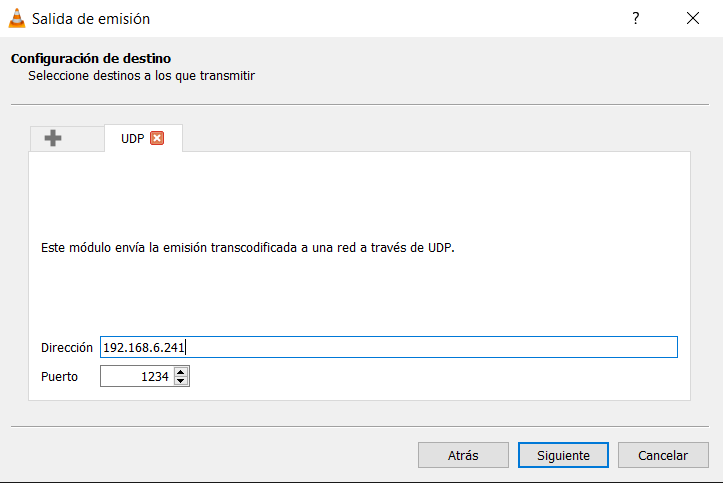 Salida de emisión
?
Configuración de destino
Seleccione destinos a los que transmitir
UDP
Este módulo envía la emisión transcodificada a una red a través de UDP.
Dirección 192.168.6.241
Puerto 1234
Atrás Siguiente Cancelar